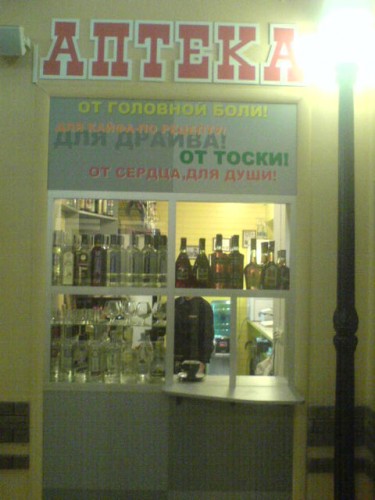 АПТЕКА
ОТ ГОЛОВНОЙ БОЛИ!
ДЛЯ КАЙФА-ПО РЕЦЕПТУ!
ДЛЯ ДРАЙВА!
ОТ ТОСКИ!
ОТ СЕРДЦА,ДЛЯ ДУШИ!